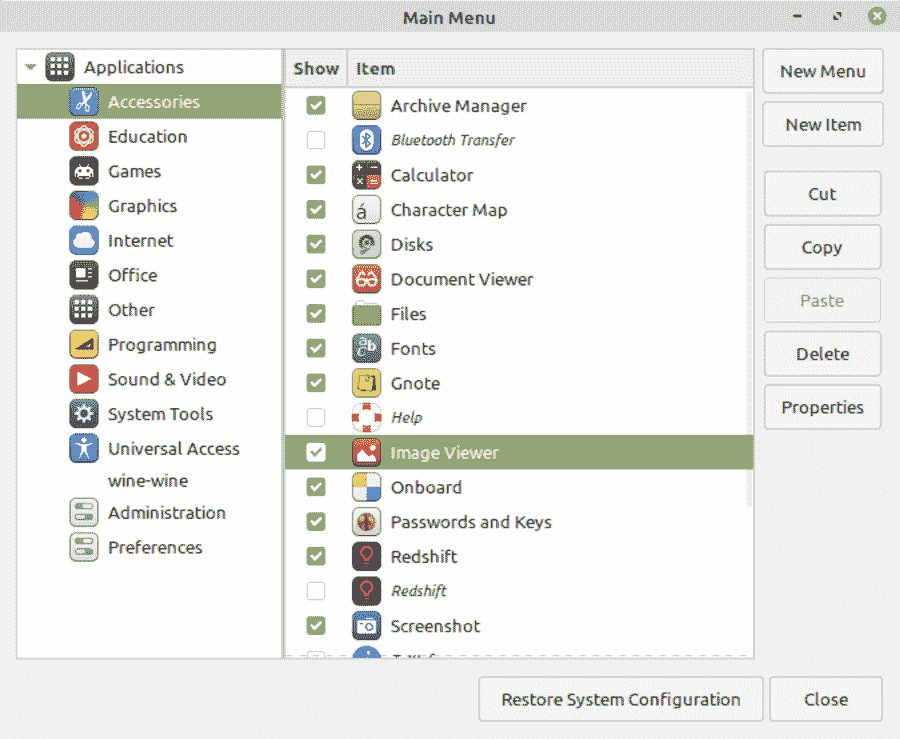 Main Menu
Applications
Accessories
Education
Games
Graphics
Internet
Office
Other
Programming
Sound & Video
System Tools
Universal Access
wine-wine
Administration
Preferences
Show Item
Archive Manager
Bluetooth Transfer
Calculator
Character Map
Disks
Document Viewer
Files
Fonts
Gnote
Help
Image Viewer
Onboard
Passwords and Keys
Redshift
Redshift
Screenshot
New Menu
New Item
Cut
Copy
Paste
Delete
Properties
Restore System Configuration
Close